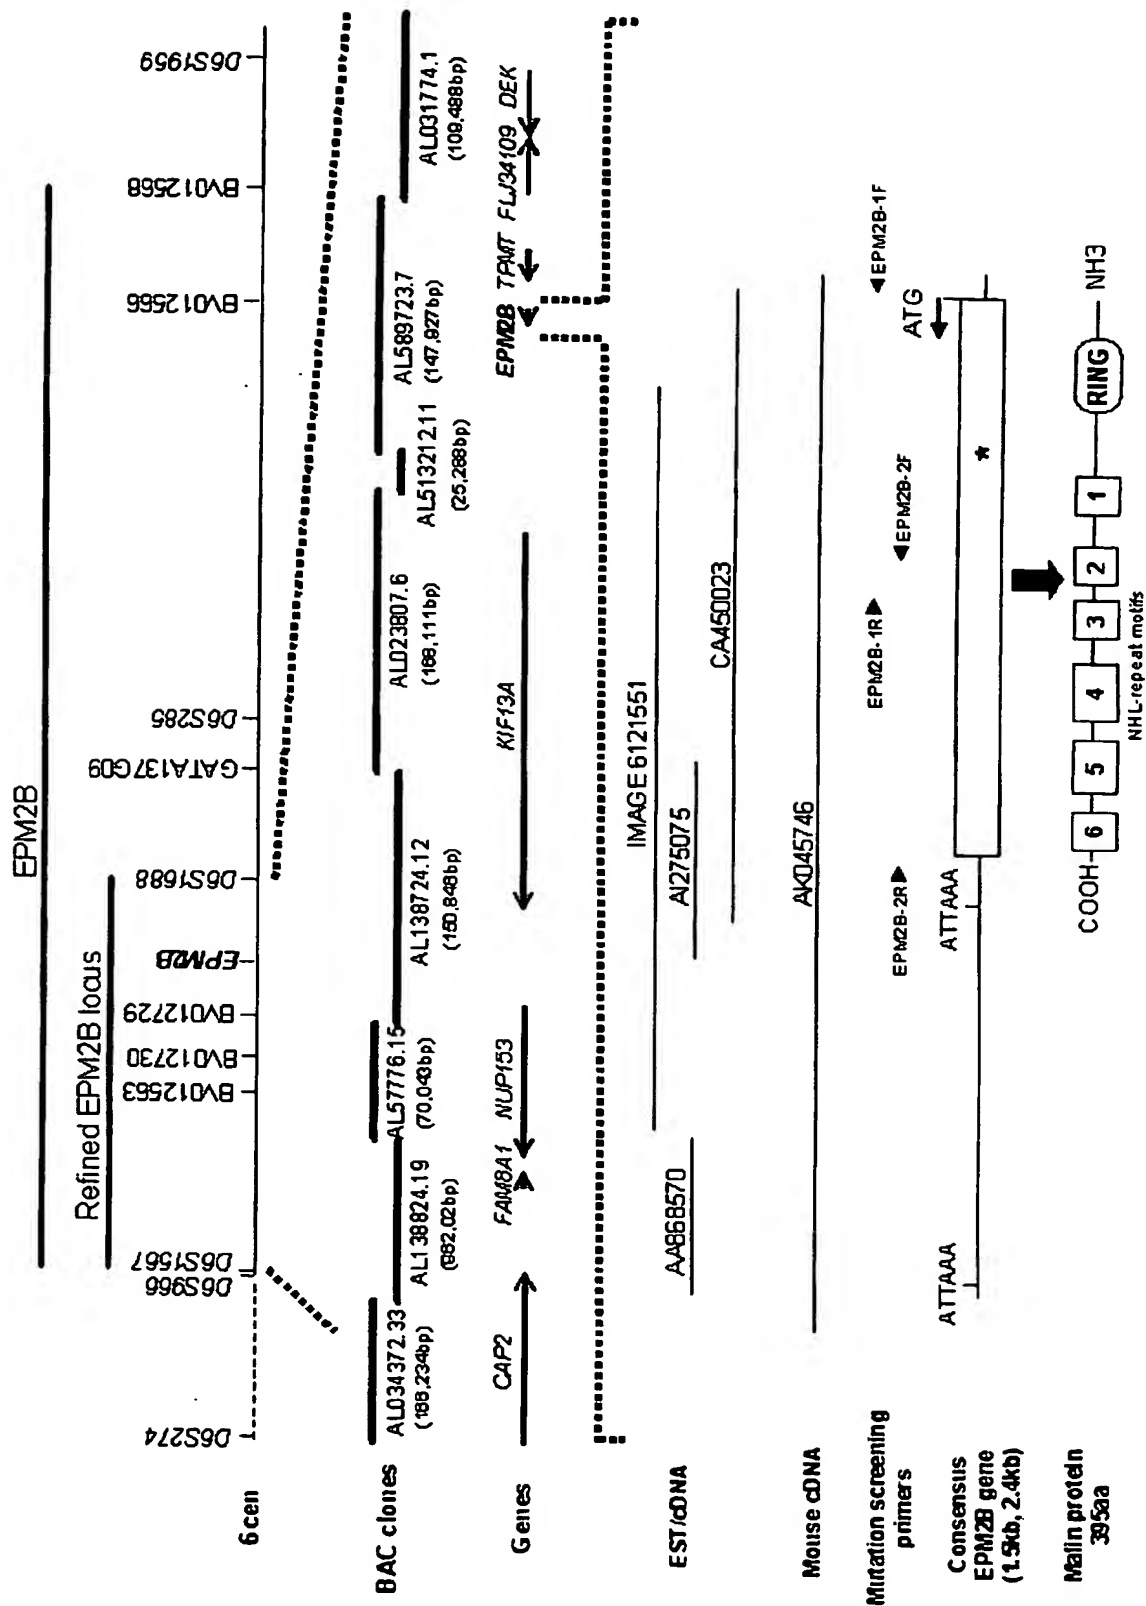 EPM2B
Refined EPM2B locus
6cen
D6S274
D6S966
D6S1567
BV012563
BV012730
BV012729
EPM2B
D6S1688
GATA137G09
D6S285
BV012566
BV012568
D6S1959
BAC clones
AL034372.33
(188,234bp)
AL138824.19
(982,02bp)
AL57776.15
(70,043bp)
AL138724.12
(150,848bp)
AL023807.6
(168,111bp)
AL513212.11
(25,288bp)
AL589723.7
(147,927bp)
AL031774.1
(109,488bp)
Genes
CAP2
FAM8A1
NUP153
KIF13A
EPM2B
TPMT
FLJ34109
DEK
EST/cDNA
AA868570
IMAGE 6121551
AI275075
CA450023
Mouse cDNA
AK045746
Mutation screening
primers
EPM2B-2R
EPM2B-1R
EPM2B-2F
EPM2B-1F
Consensus
EPM2B gene
(1.5kb, 2.4kb)
ATTAAA
ATTAAA
*
ATG
Malin protein
395aa
COOH
6
5
4
3
2
1
RING
NH3
NHL-repeat motifs